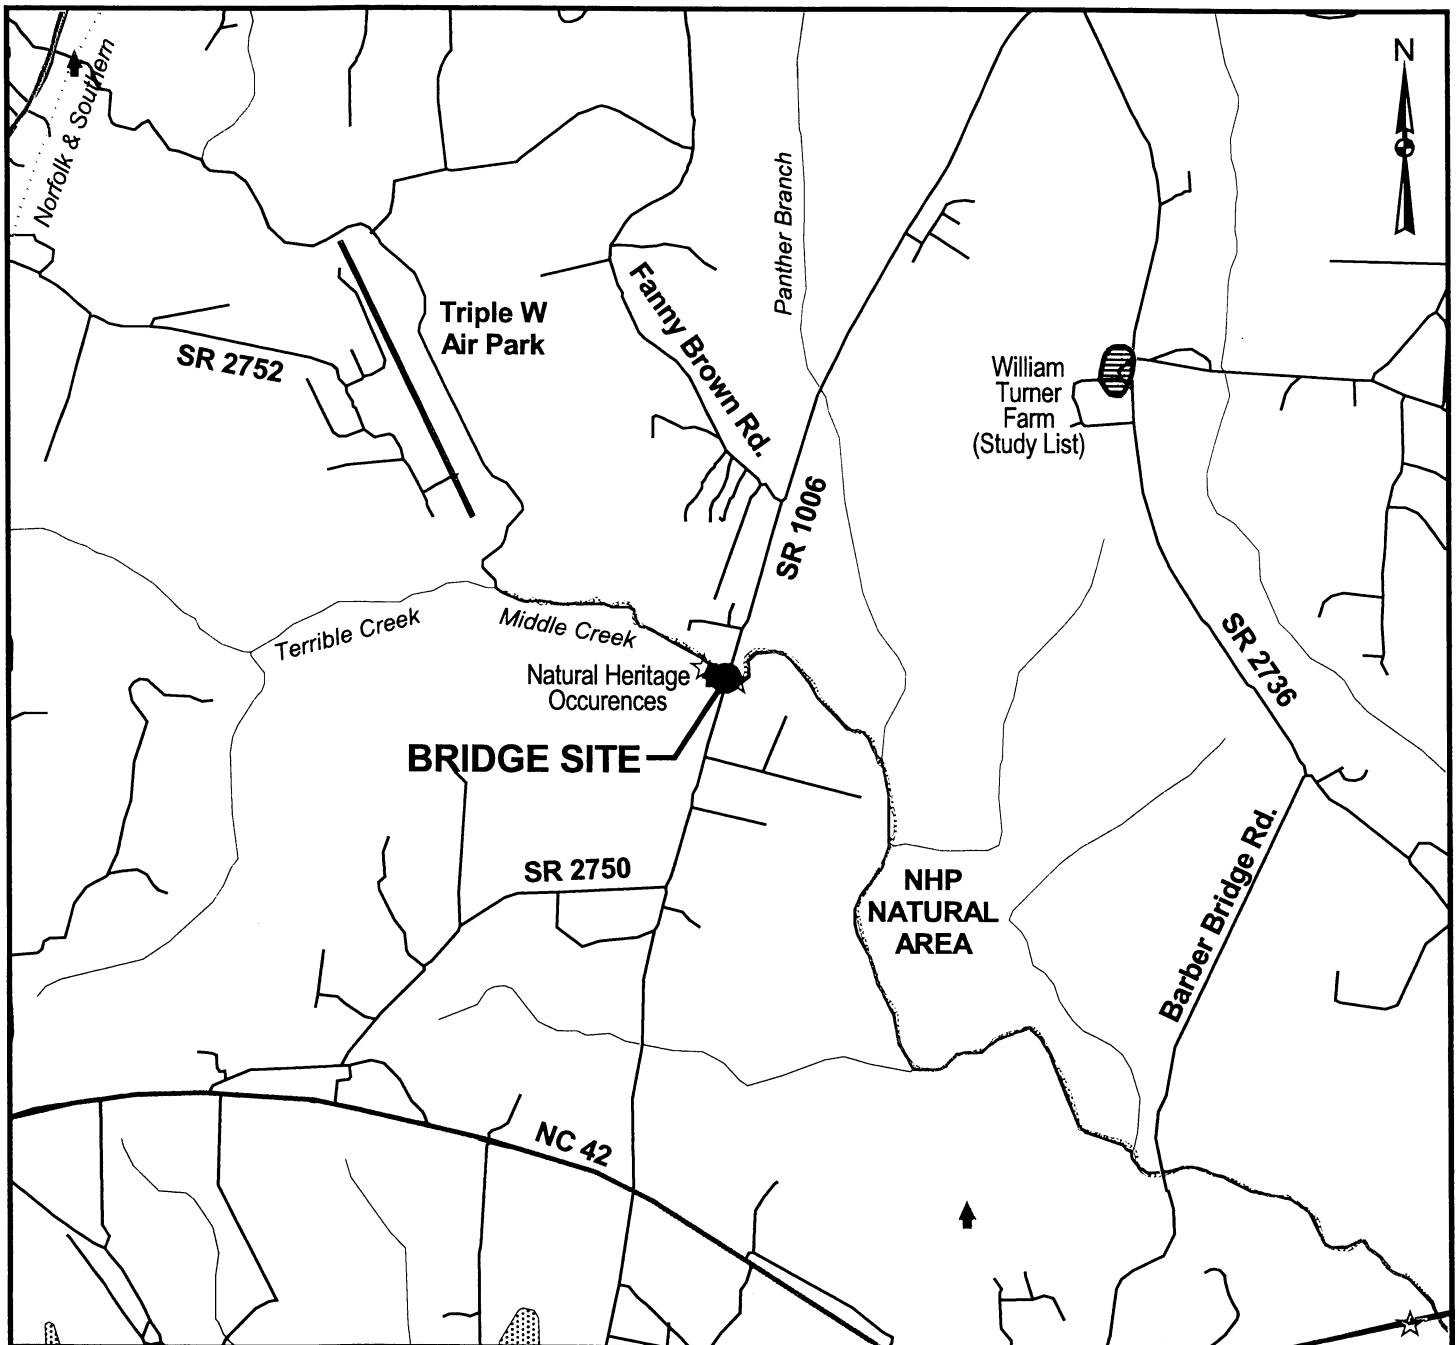 N
Norfolk & Southern
Panther Branch
Triple W
Air Park
Fanny Brown Rd.
SR 2752
William
Turner
Farm
(Study List)
SR 1006
Terrible Creek
Middle Creek
SR 2736
Natural Heritage
Occurences
BRIDGE SITE
SR 2750
NHP
NATURAL
AREA
Barber Bridge Rd.
NC 42